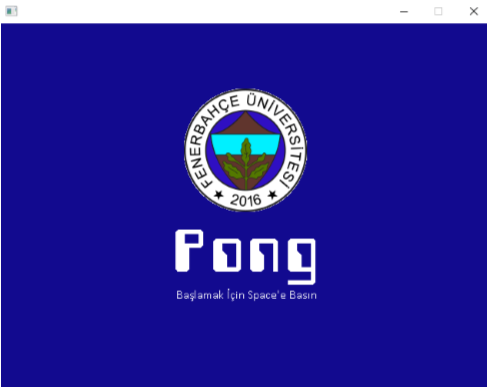 FENERBAHÇE ÜNİVERSİTESİ
★ 2016 ★
Pong
Başlamak İçin Space'e Basın